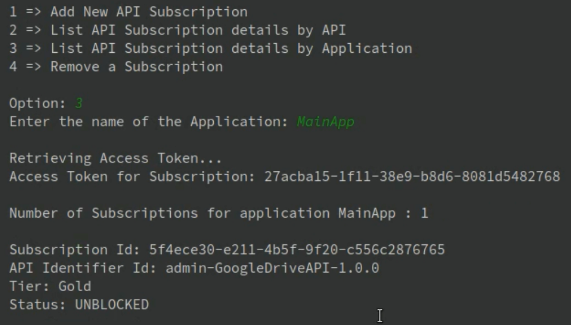 1 => Add New API Subscription
2 => List API Subscription details by API
3 => List API Subscription details by Application
4 => Remove a Subscription
Option: 3
Enter the name of the Application: MainApp
Retrieving Access Token...
Access Token for Subscription: 27acba15-1f11-38e9-b8d6-8081d5482768
Number of Subscriptions for application MainApp : 1
Subscription Id: 5f4ece30-e211-4b5f-9f20-c556c2876765
API Identifier Id: admin-GoogleDriveAPI-1.0.0
Tier: Gold
Status: UNBLOCKED